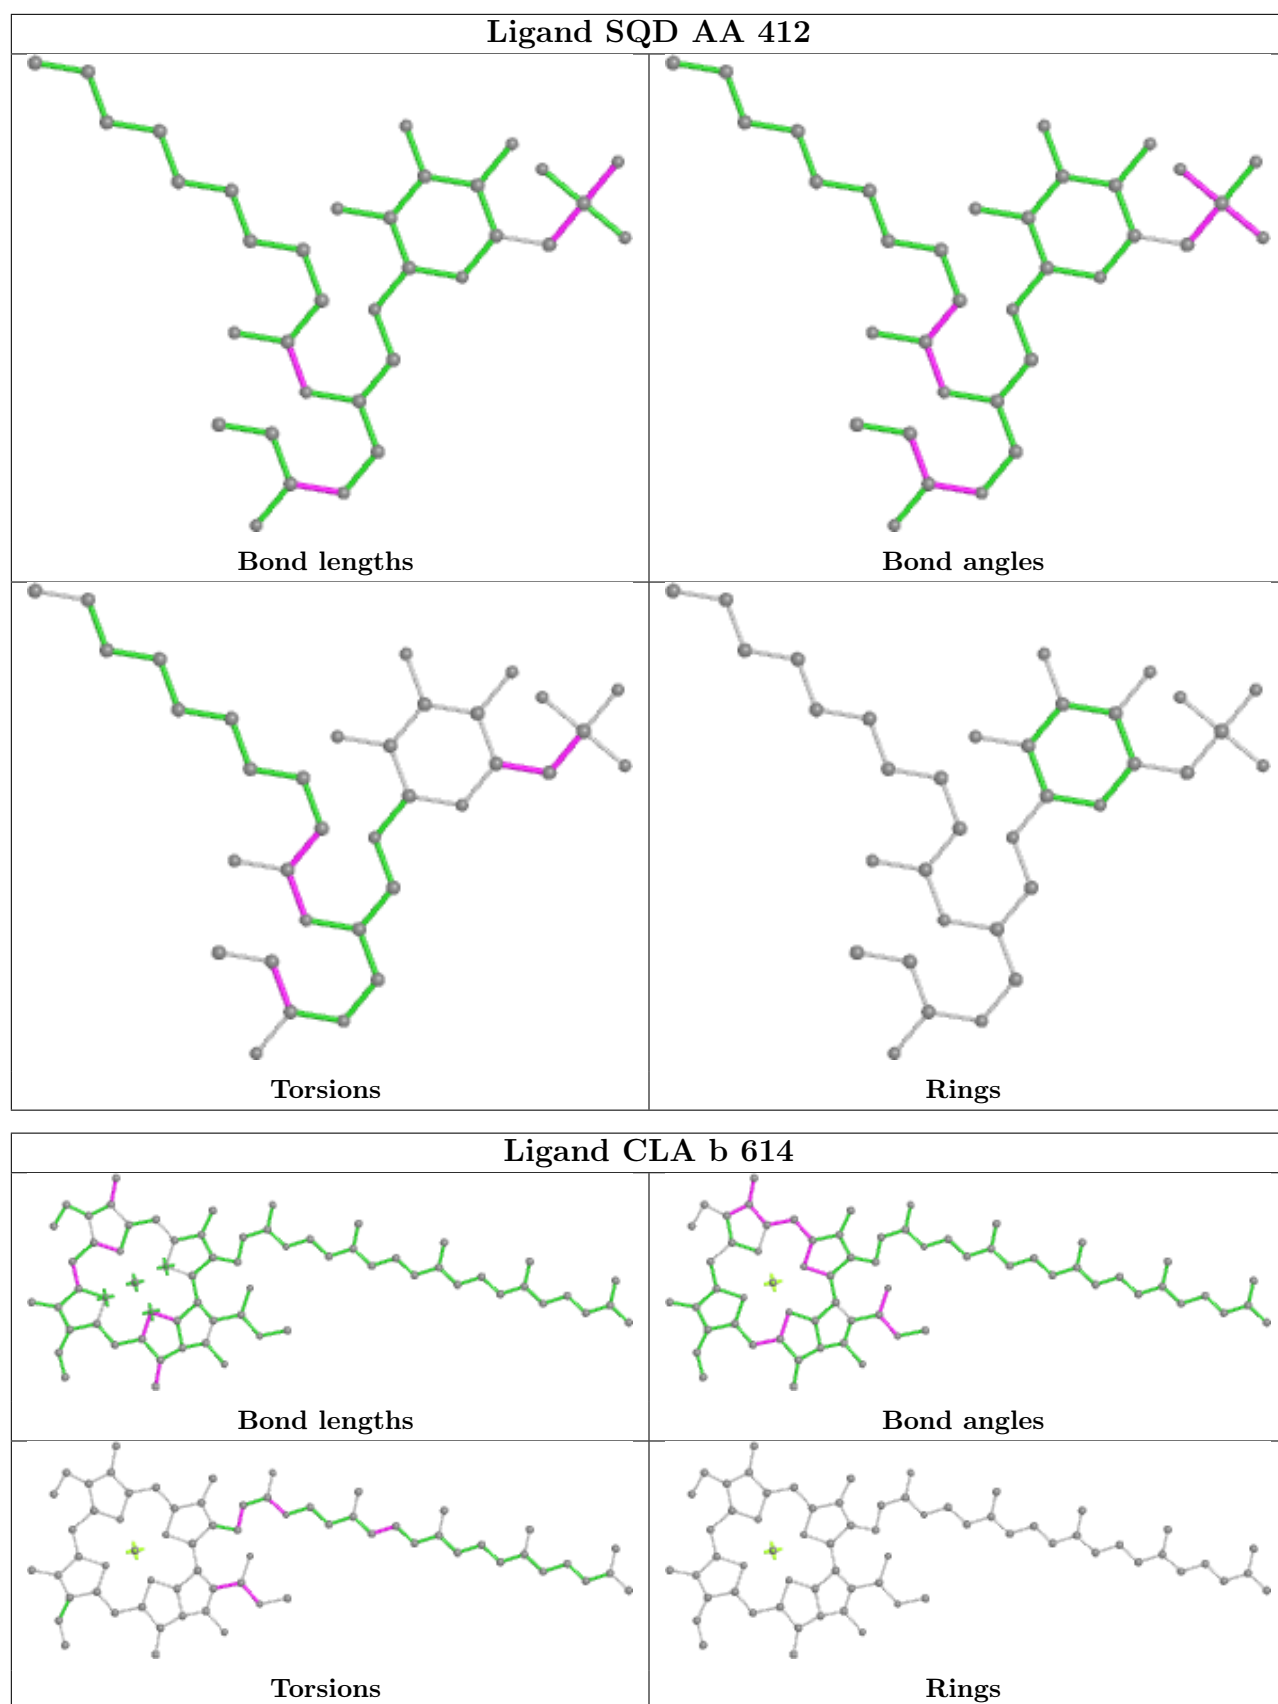 Ligand SQD AA 412
Bond lengths
Bond angles
Torsions
Rings
Ligand CLA b 614
Bond lengths
Bond angles
Torsions
Rings